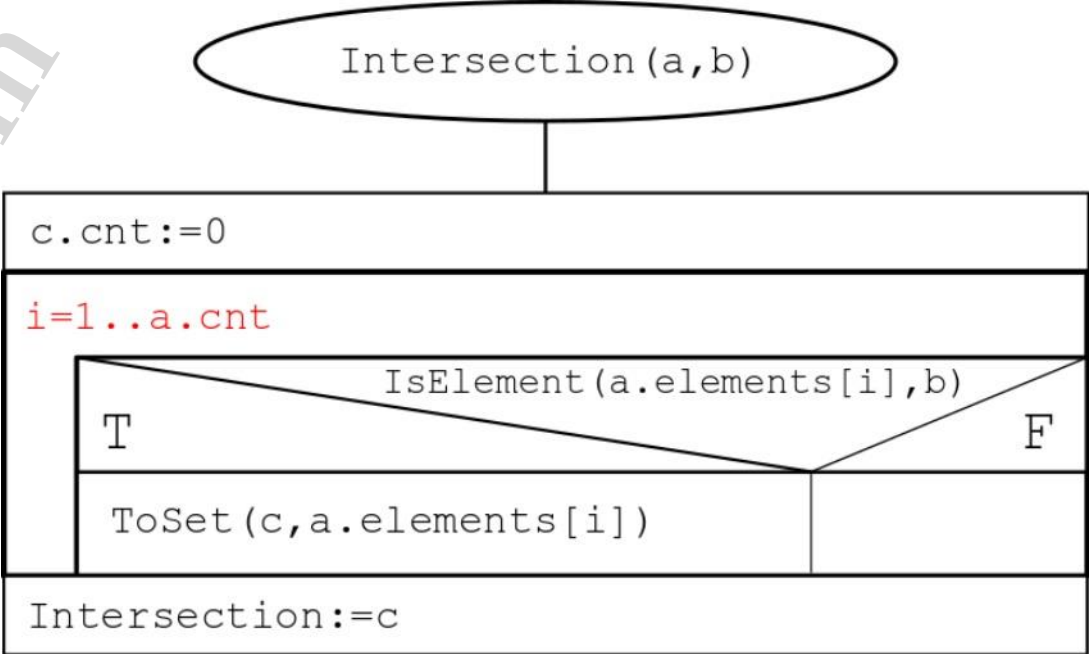 Intersection(a,b)
c.cnt:=0
i=1..a.cnt
IsElement(a.elements[i],b)
T
F
ToSet(c,a.elements[i])
Intersection:=c